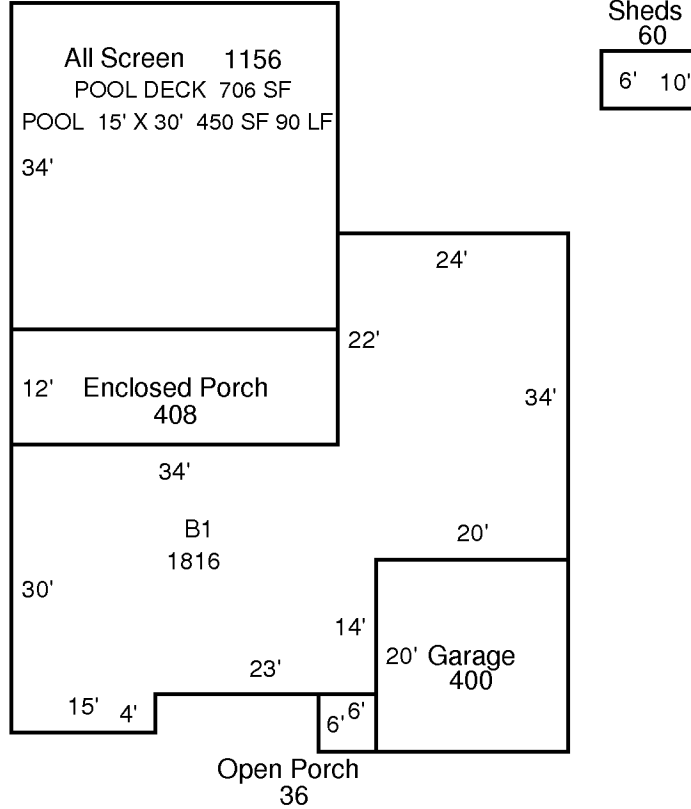 Sheds
60
6' 10'
All Screen 1156
POOL DECK 706 SF
POOL 15' X 30' 450 SF 90 LF
34'
24'
22'
12' Enclosed Porch
408
34'
34'
B1
1816
20'
30'
14'
20' Garage
400
23'
15' 4'
6' 6'
Open Porch
36